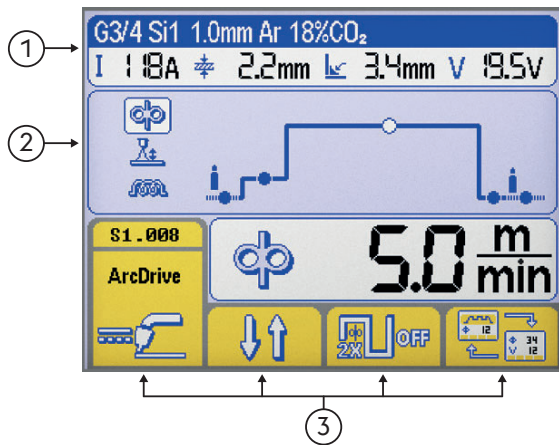 G3/4 Si1 1.0mm Ar 18%CO₂
I 118A 2.2mm 3.4mm V 19.5V
1
2
S1.008
ArcDrive
5.0 m/min
2X OFF
12
34
V 12
3